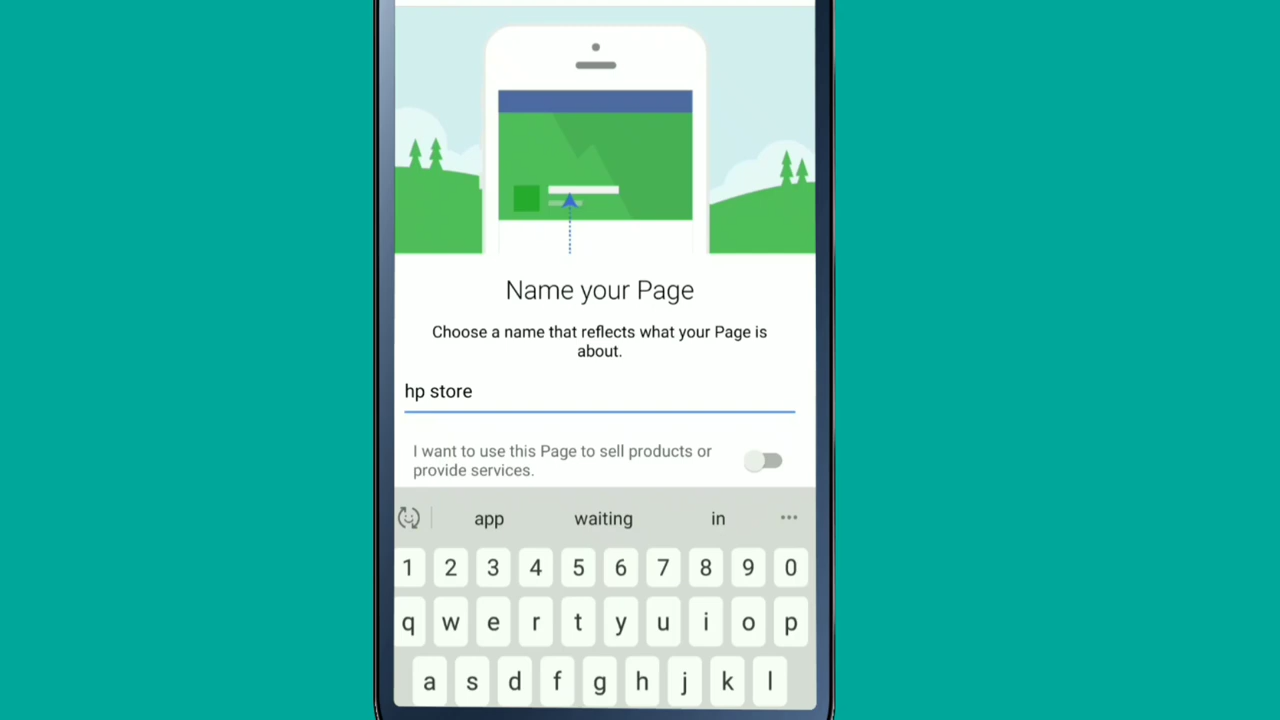 Name your Page
Choose a name that reflects what your Page is
about.
hp store
I want to use this Page to sell products or
provide services.
app waiting in
1 2 3 4 5 6 7 8 9 0
q w e r t y u i o p
a s d f g h j k l